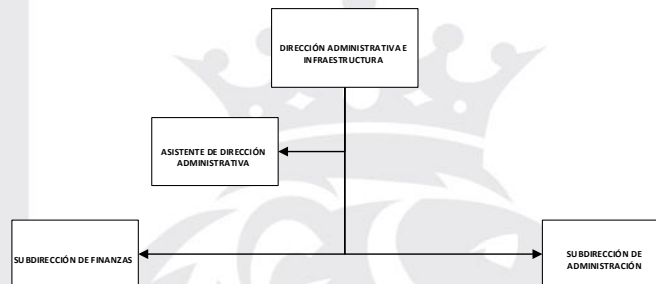 DIRECCIÓN ADMINISTRATIVA E
INFRAESTRUCTURA
ASISTENTE DE DIRECCIÓN
ADMINISTRATIVA
SUBDIRECCIÓN DE FINANZAS
SUBDIRECCIÓN DE
ADMINISTRACIÓN